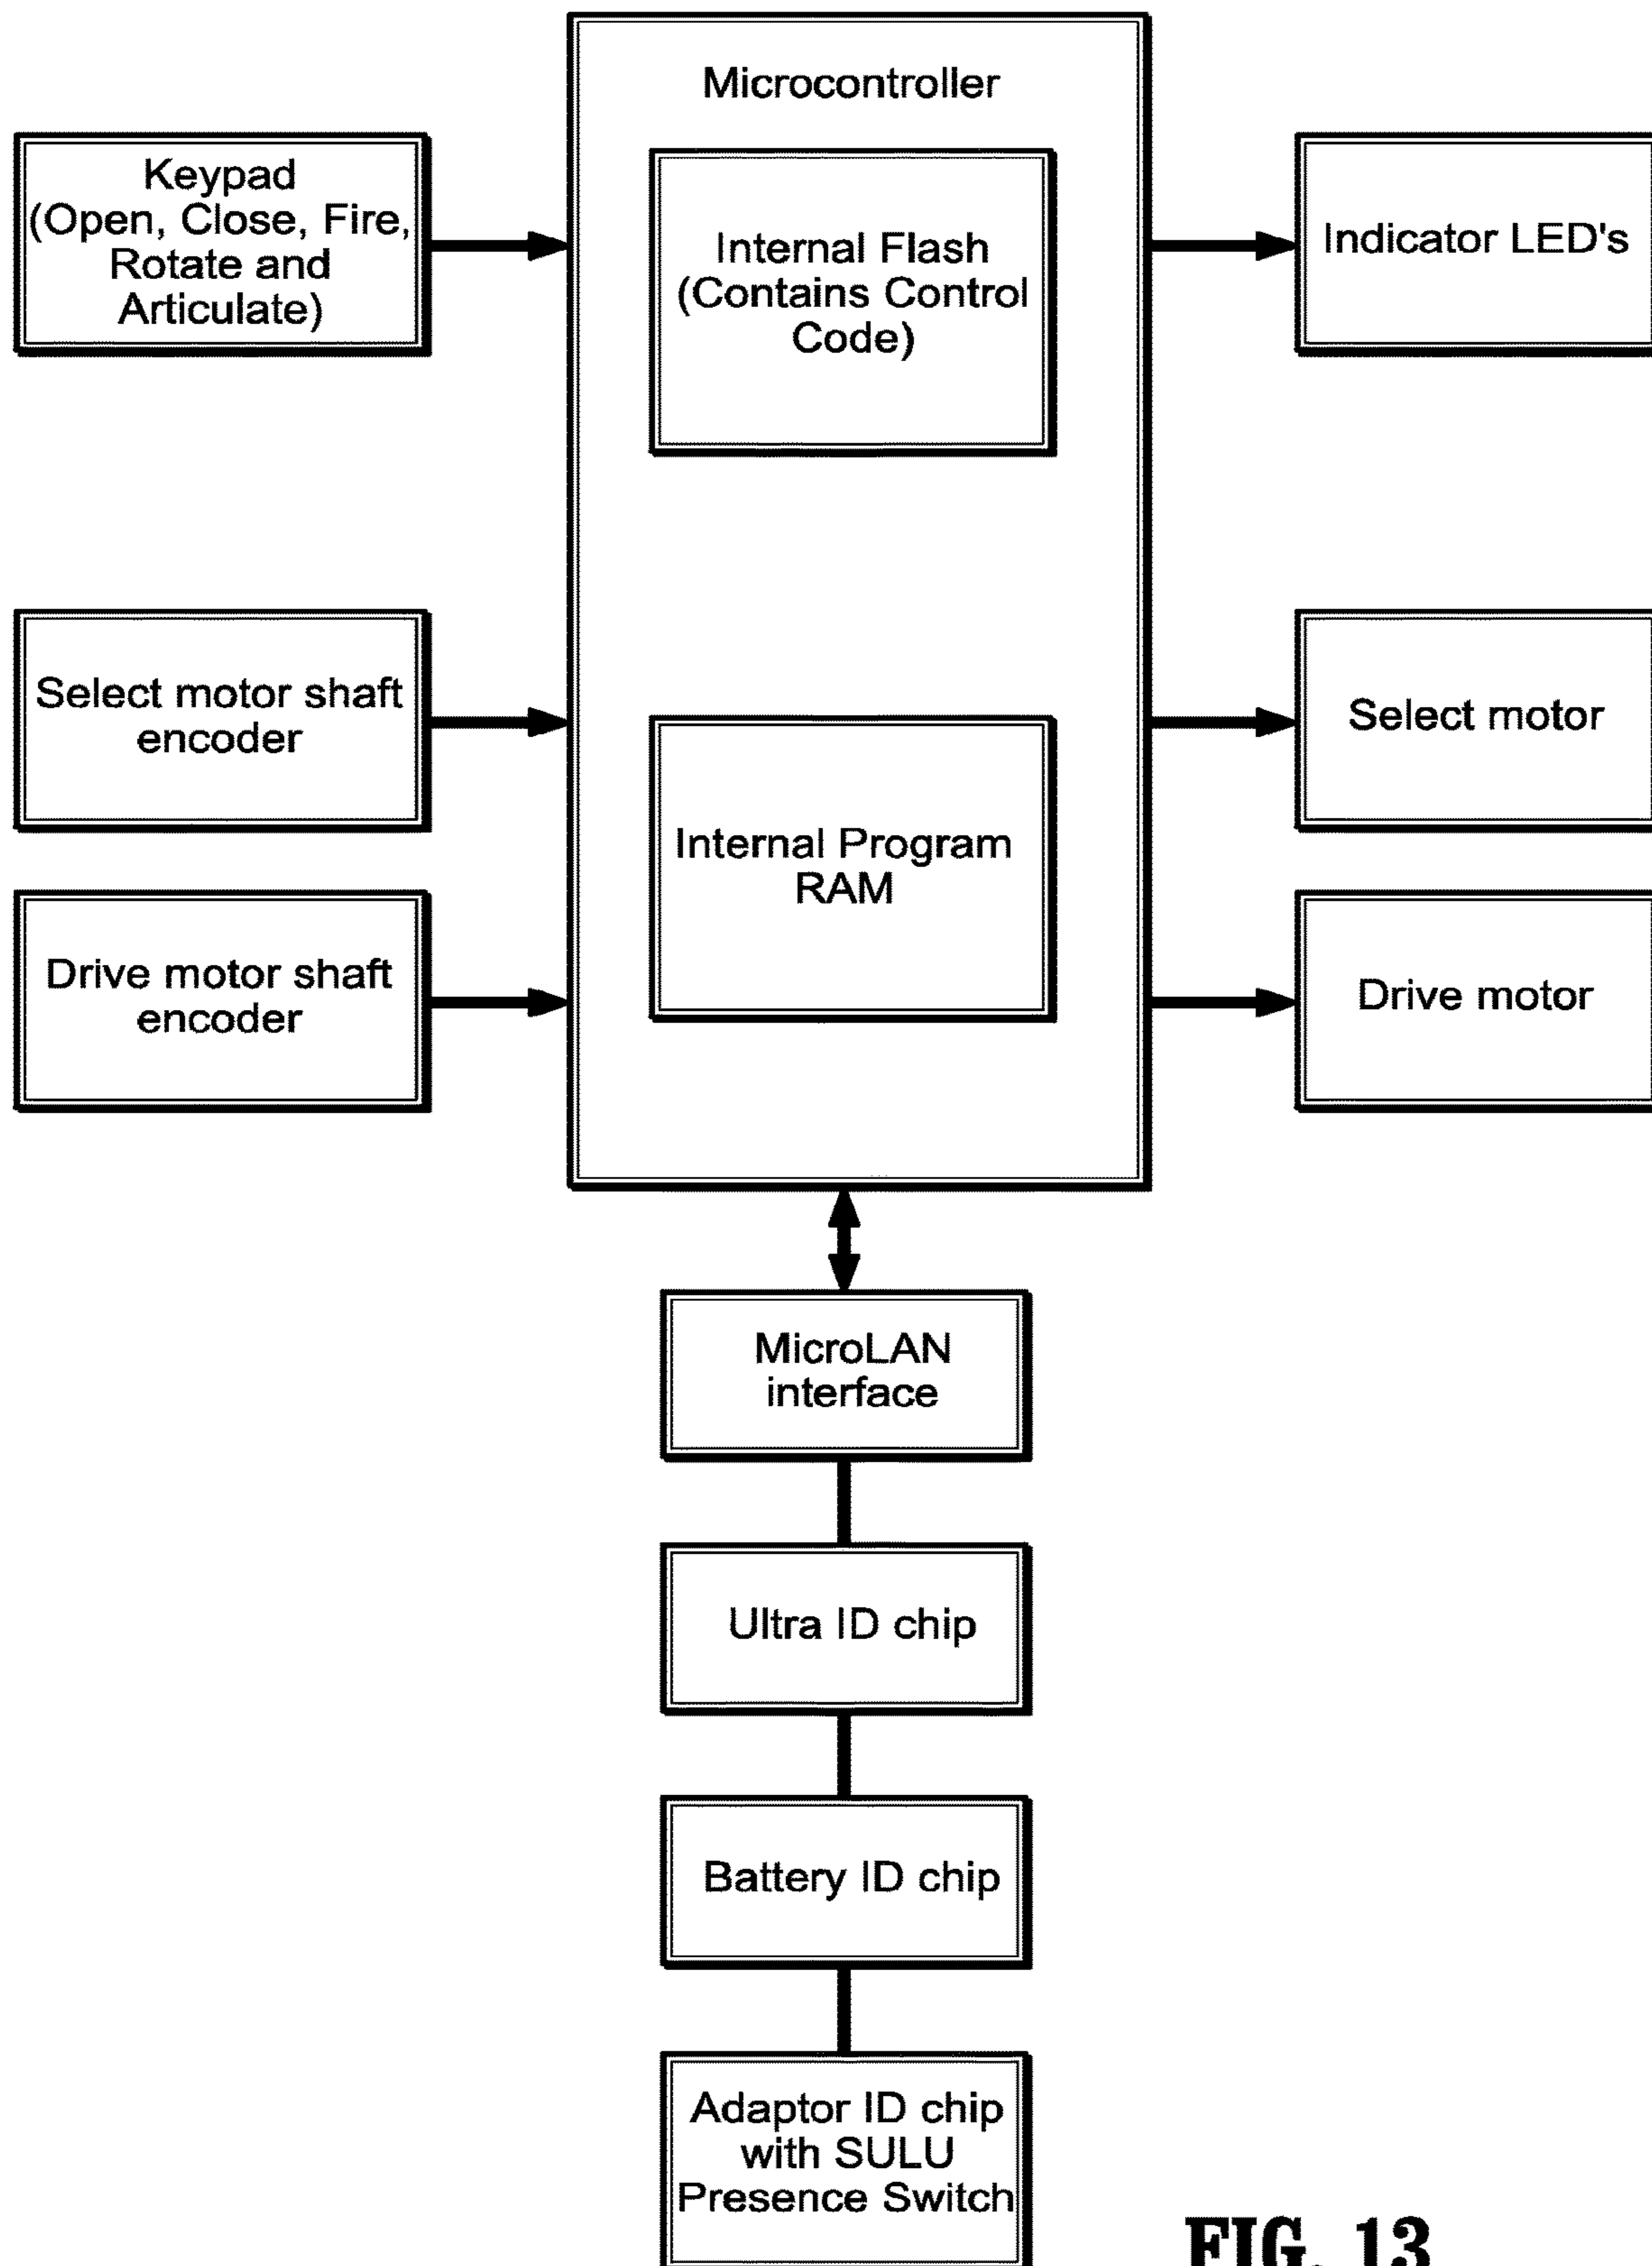 Microcontroller
Keypad
(Open, Close, Fire,
Rotate and
Articulate)
Internal Flash
(Contains Control
Code)
Indicator LED's
Select motor shaft
encoder
Select motor
Internal Program
RAM
Drive motor shaft
encoder
Drive motor
MicroLAN
interface
Ultra ID chip
Battery ID chip
Adaptor ID chip
with SULU
Presence Switch
FIG. 13